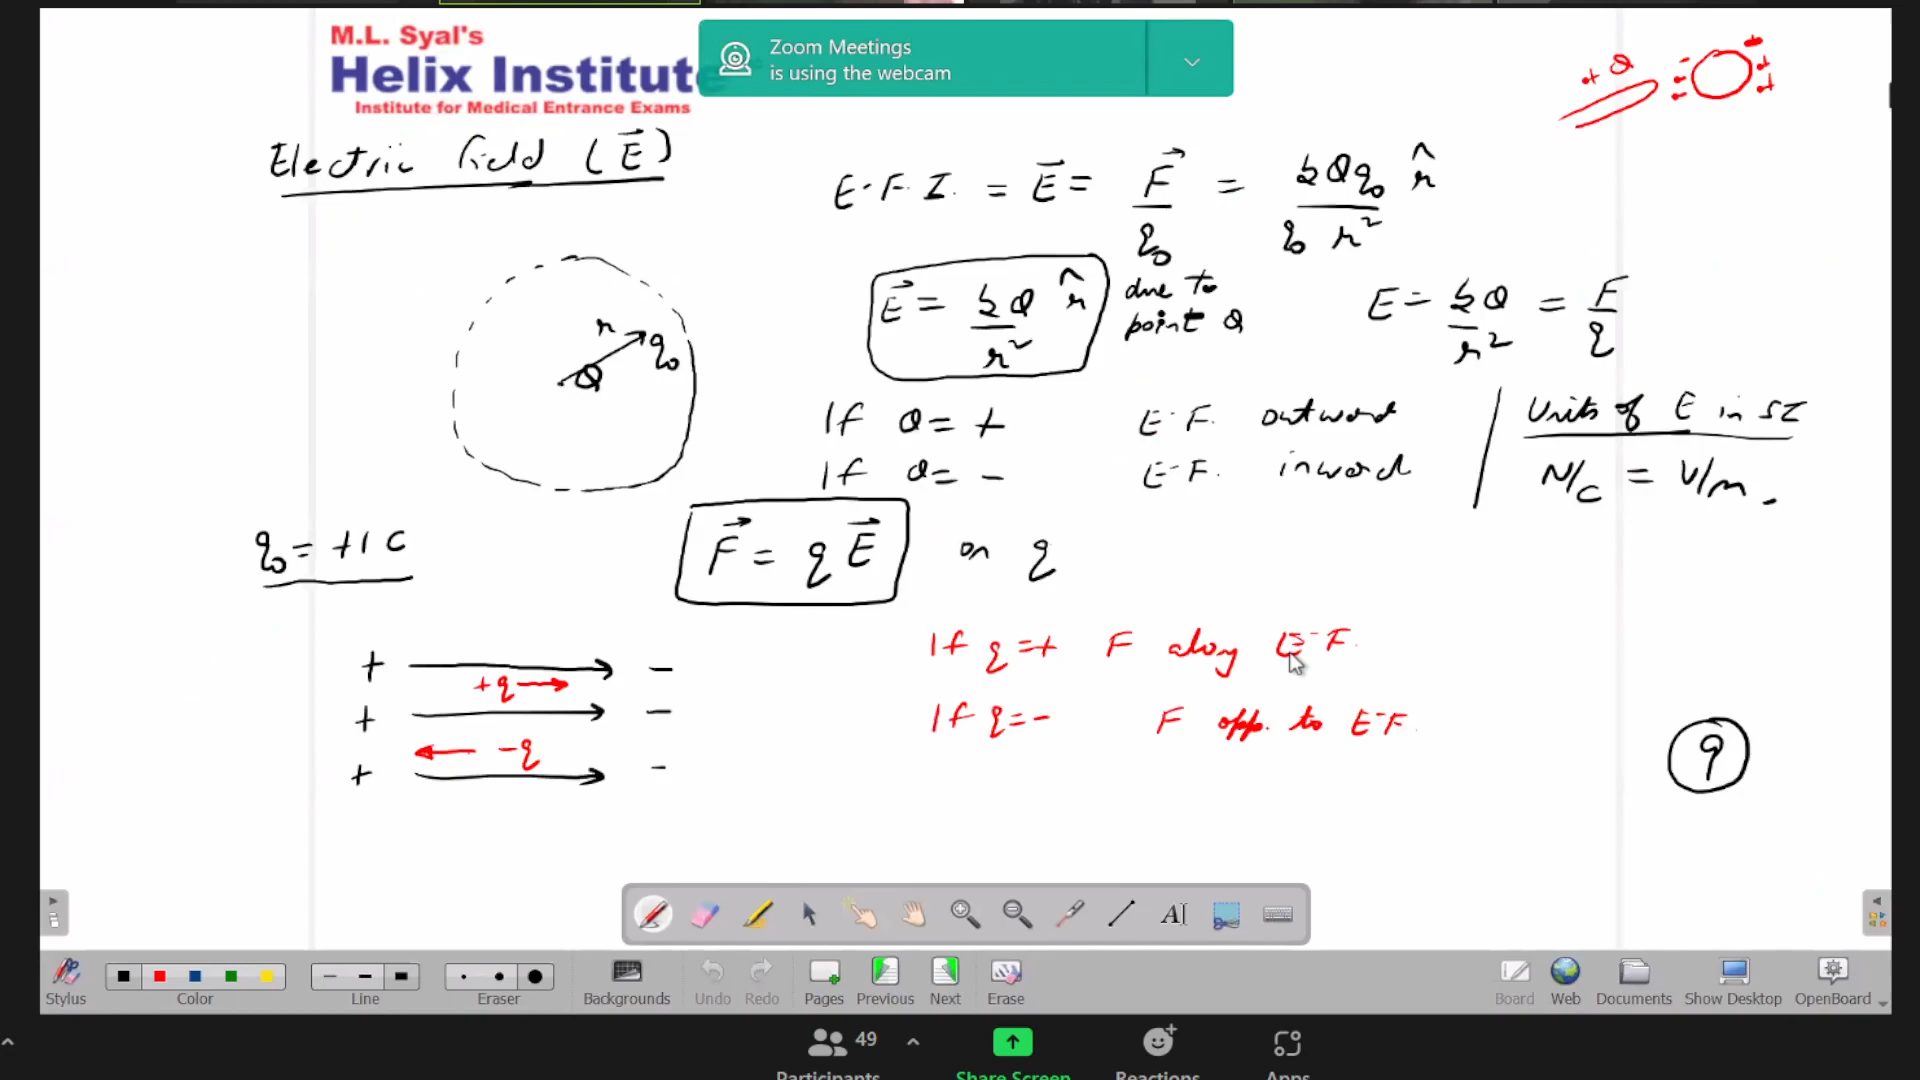 M.L. Syal's
Helix Institute
Institute for Medical Entrance Exams
Zoom Meetings
is using the webcam
+ Q
Electric field (E⃗)
E.F.I. = E⃗ = F⃗/q₀ = kQq₀/q₀ r² r̂
E⃗ = kQ/r² r̂
due to
point Q
E = kQ/r² = F/q
r
Q
q₀
If Q = + E.F. outward
If Q = - E.F. inward
Units of E in SI
N/C = V/m.
q₀ = +1 C
F⃗ = q E⃗ on q
If q = + F along E.F.
If q = - F opp. to E.F.
+ -
+q
+ -
-q
+ -
9
Stylus
Color
Line
Eraser
Backgrounds
Undo
Redo
Pages
Previous
Next
Erase
Board
Web
Documents
Show Desktop
OpenBoard
49
Participants
Share Screen
Reactions
Apps